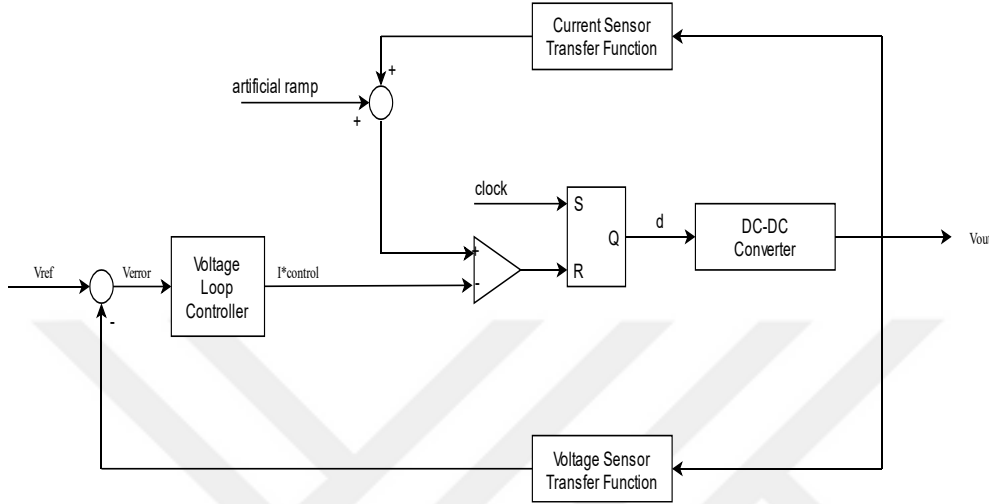 Current Sensor
Transfer Function
+
artificial ramp
+
clock
S
d
DC-DC
Converter
Q
Vout
+
R
Vref
Verror
Voltage
Loop
Controller
I*control
-
-
Voltage Sensor
Transfer Function